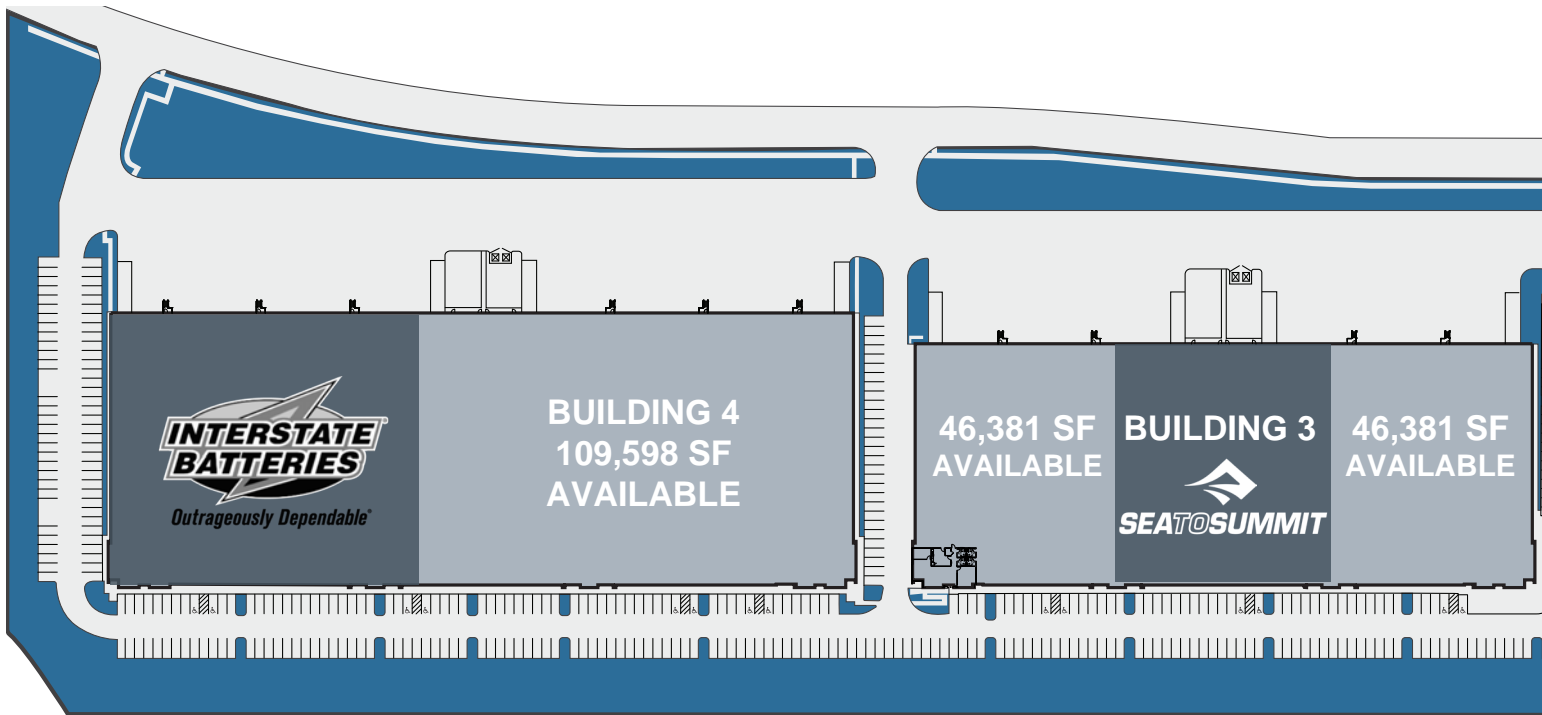 INTERSTATE
BATTERIES
Outrageously Dependable®
BUILDING 4
109,598 SF
AVAILABLE
46,381 SF
AVAILABLE
BUILDING 3
SEATOSUMMIT
46,381 SF
AVAILABLE